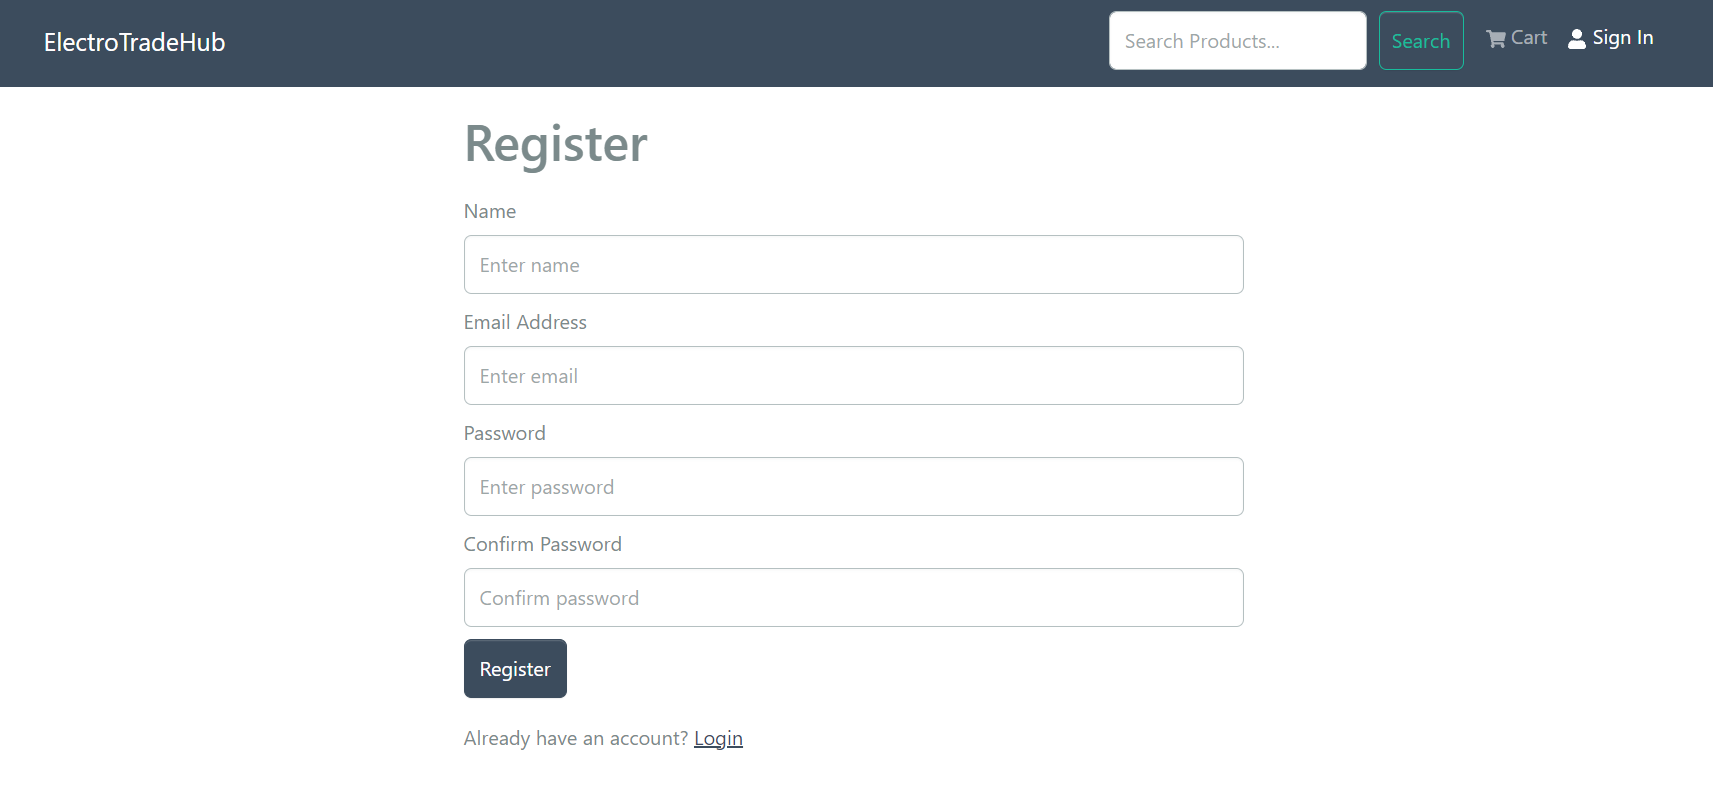 ElectroTradeHub Search Products... Search Cart Sign In
Register
Name
Enter name
Email Address
Enter email
Password
Enter password
Confirm Password
Confirm password
Register
Already have an account? Login